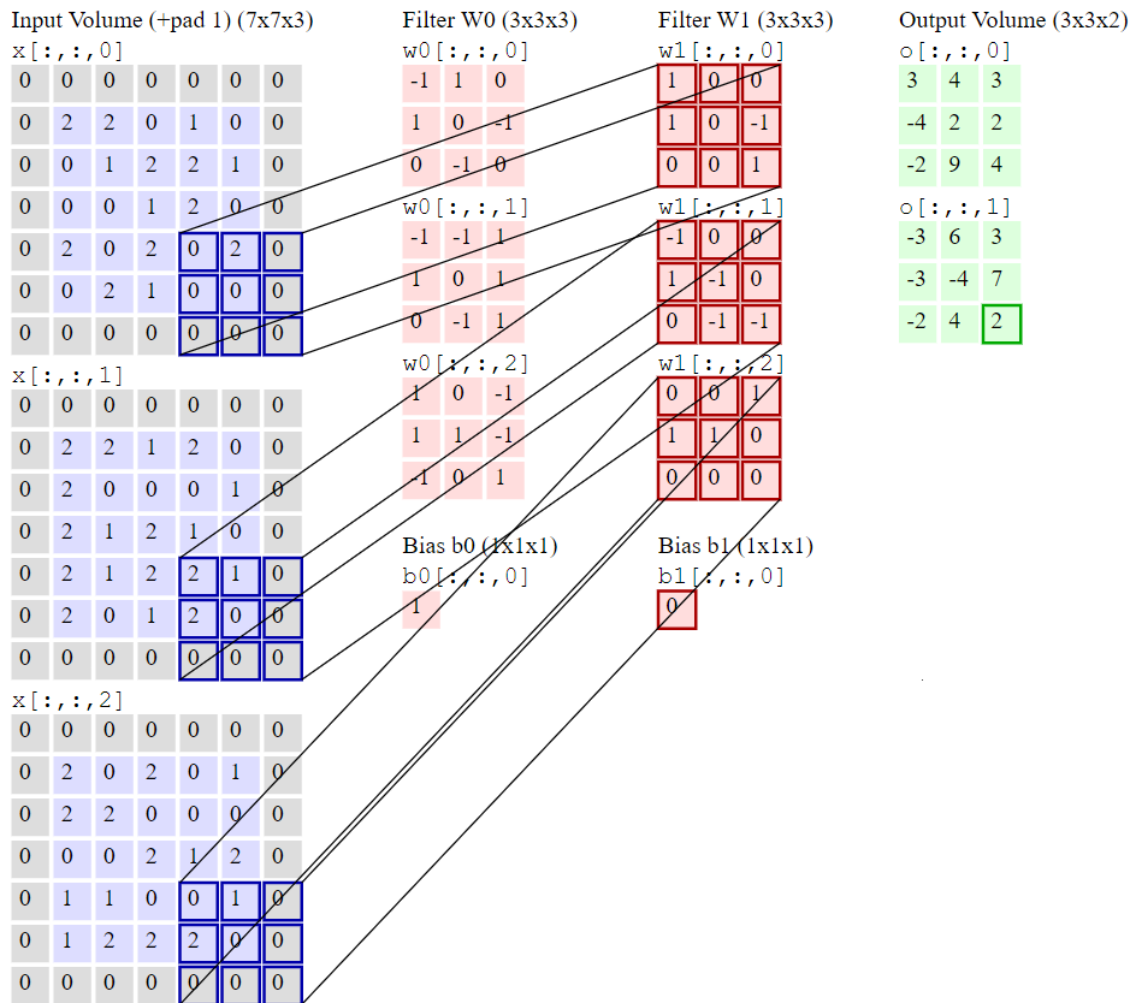 Input Volume (+pad 1) (7x7x3)
x[:,:,0]
0 0 0 0 0 0 0
0 2 2 0 1 0 0
0 0 1 2 2 1 0
0 0 0 1 2 0 0
0 2 0 2 0 2 0
0 0 2 1 0 0 0
0 0 0 0 0 0 0
x[:,:,1]
0 0 0 0 0 0 0
0 2 2 1 2 0 0
0 2 0 0 0 1 0
0 2 1 2 1 0 0
0 2 1 2 2 1 0
0 2 0 1 2 0 0
0 0 0 0 0 0 0
x[:,:,2]
0 0 0 0 0 0 0
0 2 0 2 0 1 0
0 2 2 0 0 0 0
0 0 0 2 1 2 0
0 1 1 0 0 1 0
0 1 2 2 2 0 0
0 0 0 0 0 0 0
Filter W0 (3x3x3)
w0[:,:,0]
-1 1 0
1 0 -1
0 -1 0
w0[:,:,1]
-1 -1 1
1 0 1
0 -1 1
w0[:,:,2]
1 0 -1
1 1 -1
-1 0 1
Bias b0 (1x1x1)
b0[:,:,0]
1
Filter W1 (3x3x3)
w1[:,:,0]
1 0 0
1 0 -1
0 0 1
w1[:,:,1]
-1 0 0
1 -1 0
0 -1 -1
w1[:,:,2]
0 0 1
1 1 0
0 0 0
Bias b1 (1x1x1)
b1[:,:,0]
0
Output Volume (3x3x2)
o[:,:,0]
3 4 3
-4 2 2
-2 9 4
o[:,:,1]
-3 6 3
-3 -4 7
-2 4 2